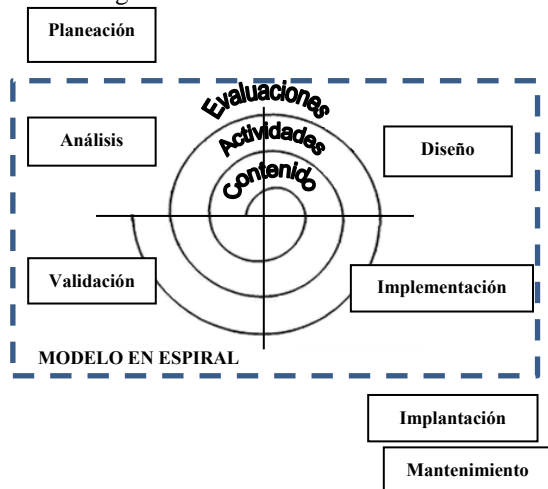 Planeación
Evaluaciones
Actividades
Contenido
Análisis
Diseño
Validación
Implementación
MODELO EN ESPIRAL
Implantación
Mantenimiento